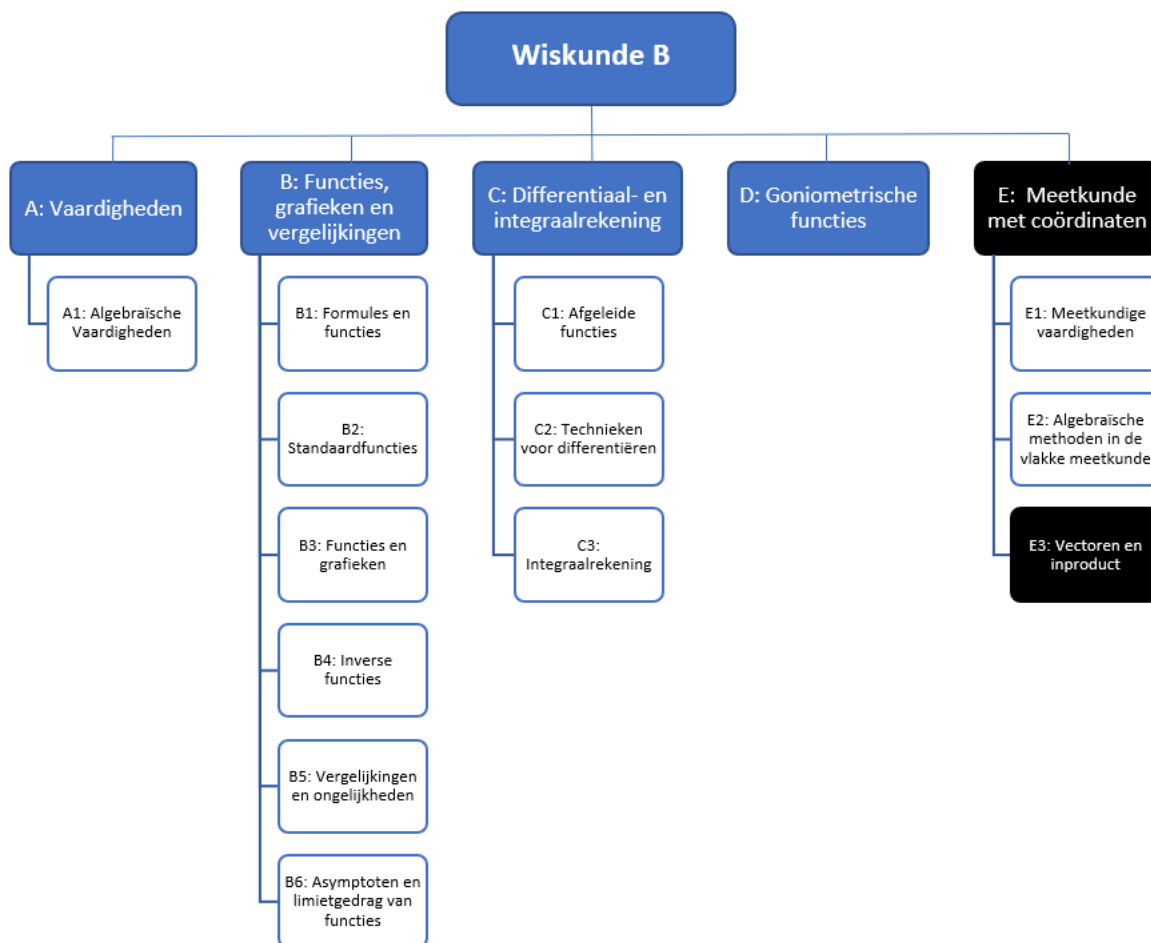 Wiskunde B
A: Vaardigheden
A1: Algebraïsche
Vaardigheden
B: Functies,
grafieken en
vergelijkingen
B1: Formules en
functies
B2:
Standaardfuncties
B3: Functies en
grafieken
B4: Inverse
functies
B5: Vergelijkingen
en ongelijkheden
B6: Asymptoten en
limietgedrag van
functies
C: Differentiaal- en
integraalrekening
C1: Afgeleide
functies
C2: Technieken
voor differentiëren
C3:
Integraalrekening
D: Goniometrische
functies
E: Meetkunde
met coördinaten
E1: Meetkundige
vaardigheden
E2: Algebraïsche
methoden in de
vlakke meetkunde
E3: Vectoren en
inproduct